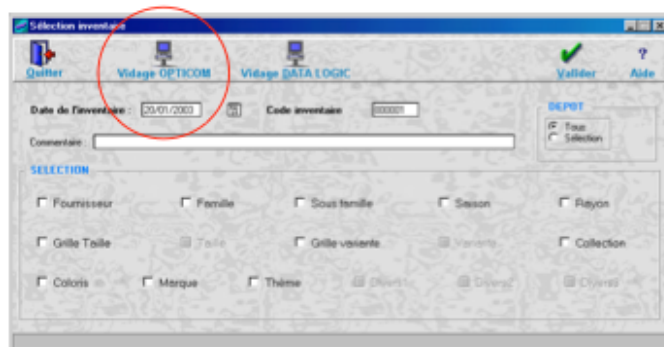 Sélection inventaire
Quitter Vidage OPTICOM Vidage DATA LOGIC Valider Aide
Date de l'inventaire : 20/01/2003 Code inventaire 000001
DEPOT
Tous
Sélection
Commentaire :
SELECTION
Fournisseur Famille Sous famille Saison Rayon
Grille Taille Taille Grille variante Variante Collection
Coloris Marque Thème Divers1 Divers2 Divers3